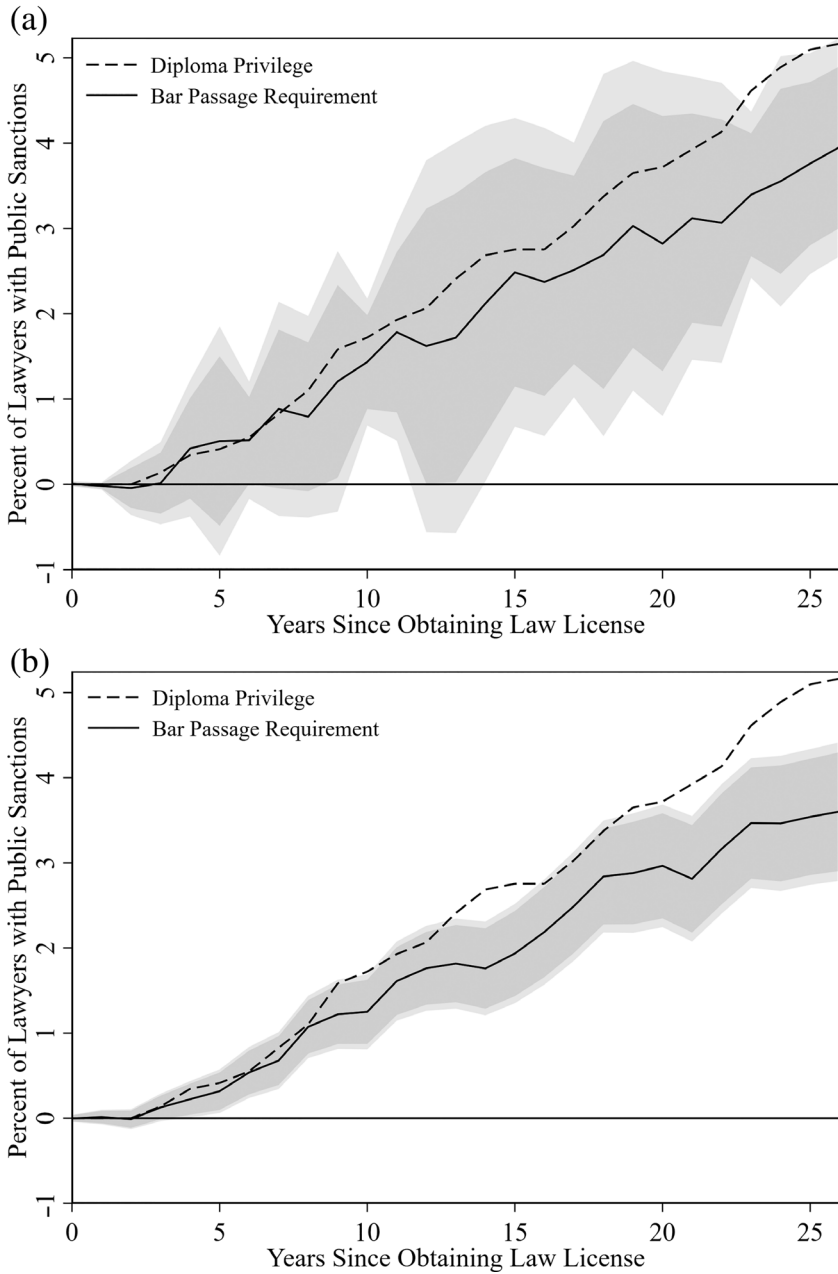 (a)
Percent of Lawyers with Public Sanctions
5
4
3
2
1
0
−1
Diploma Privilege
Bar Passage Requirement
0 5 10 15 20 25
Years Since Obtaining Law License
(b)
Percent of Lawyers with Public Sanctions
5
4
3
2
1
0
−1
Diploma Privilege
Bar Passage Requirement
0 5 10 15 20 25
Years Since Obtaining Law License